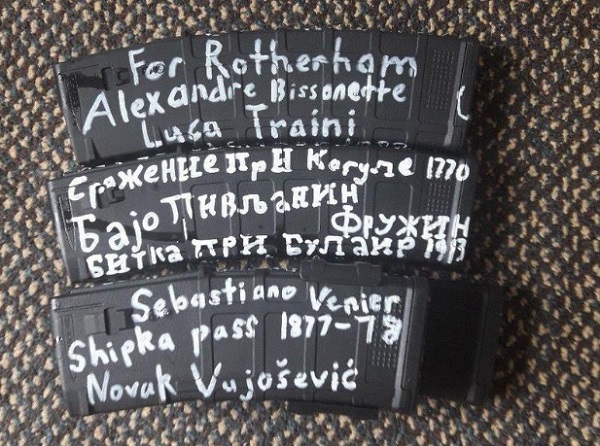 For Rotherham
Alexandre Bissonette
Luca Traini
Сражение при Кагуле 1770
Бајо Пивљанин
Фружин
Битка при Булаир 1913
Sebastiano Venier
Shipka pass 1877-78
Novak Vujošević